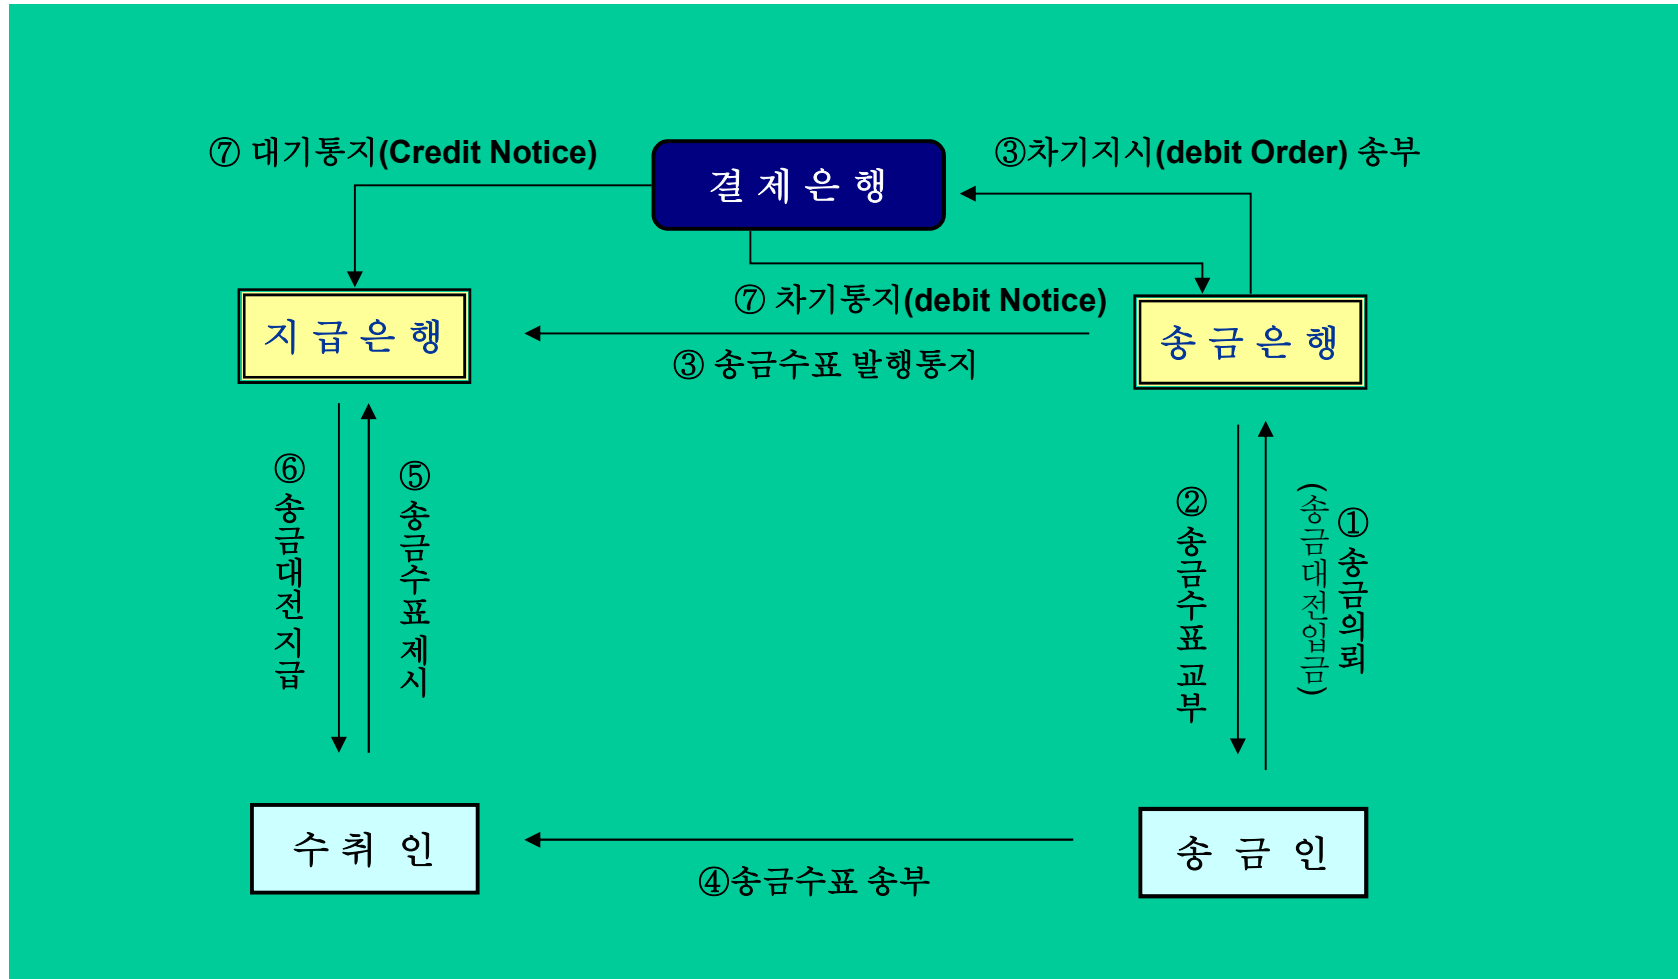 ⑦ 대기통지(Credit Notice)
결 제 은 행
③차기지시(debit Order) 송부
⑦ 차기통지(debit Notice)
지 급 은 행
송 금 은 행
③ 송금수표 발행통지
⑥ 송금대전 지급
⑤ 송금수표 제시
② 송금수표 교부
(송금대전입금)
① 송금의뢰
수 취 인
송 금 인
④송금수표 송부